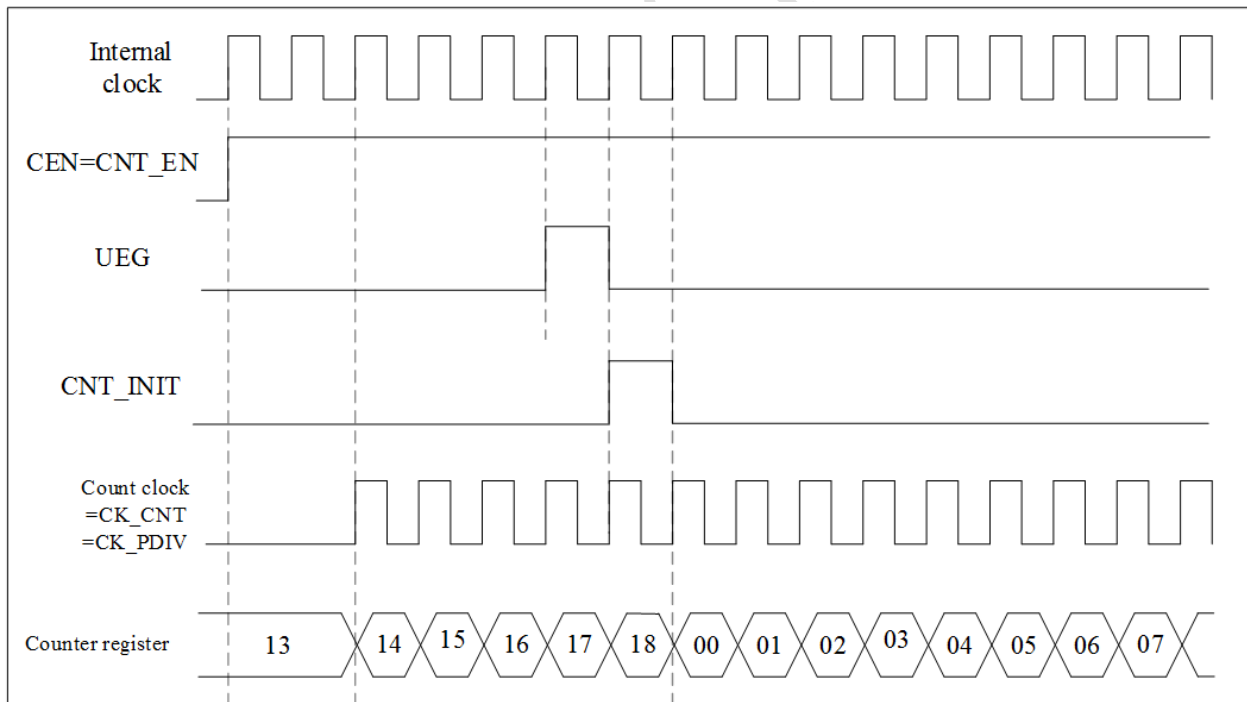 Internal
clock
CEN=CNT_EN
UEG
CNT_INIT
Count clock
=CK_CNT
=CK_PDIV
Counter register
13 14 15 16 17 18 00 01 02 03 04 05 06 07